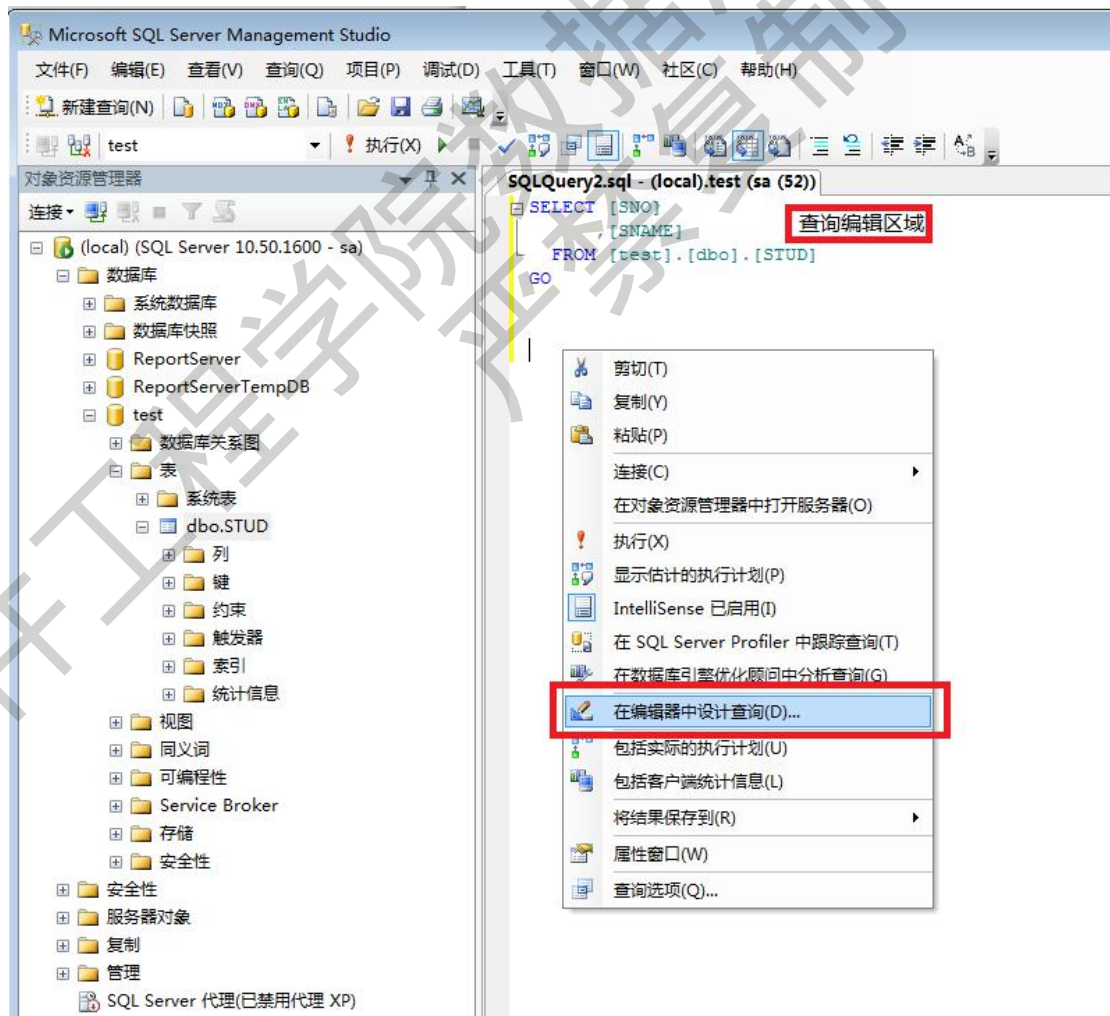 Microsoft SQL Server Management Studio
文件(F) 编辑(E) 查看(V) 查询(Q) 项目(P) 调试(D) 工具(T) 窗口(W) 社区(C) 帮助(H)
新建查询(N)
test 执行(X)
对象资源管理器
连接
(local) (SQL Server 10.50.1600 - sa)
数据库
系统数据库
数据库快照
ReportServer
ReportServerTempDB
test
数据库关系图
表
系统表
dbo.STUD
列
键
约束
触发器
索引
统计信息
视图
同义词
可编程性
Service Broker
存储
安全性
安全性
服务器对象
复制
管理
SQL Server 代理(已禁用代理 XP)
SQLQuery2.sql - (local).test (sa (52))
SELECT [SNO]
,[SNAME]
FROM [test].[dbo].[STUD]
GO
查询编辑区域
剪切(T)
复制(Y)
粘贴(P)
连接(C)
在对象资源管理器中打开服务器(O)
执行(X)
显示估计的执行计划(P)
IntelliSense 已启用(I)
在 SQL Server Profiler 中跟踪查询(T)
在数据库引擎优化顾问中分析查询(G)
在编辑器中设计查询(D)...
包括实际的执行计划(U)
包括客户端统计信息(L)
将结果保存到(R)
属性窗口(W)
查询选项(Q)...